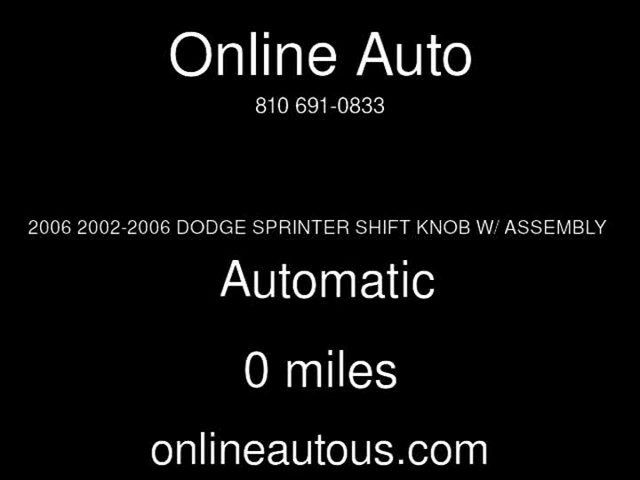 Online Auto
810 691-0833
2006 2002-2006 DODGE SPRINTER SHIFT KNOB W/ ASSEMBLY
Automatic
0 miles
onlineautous.com